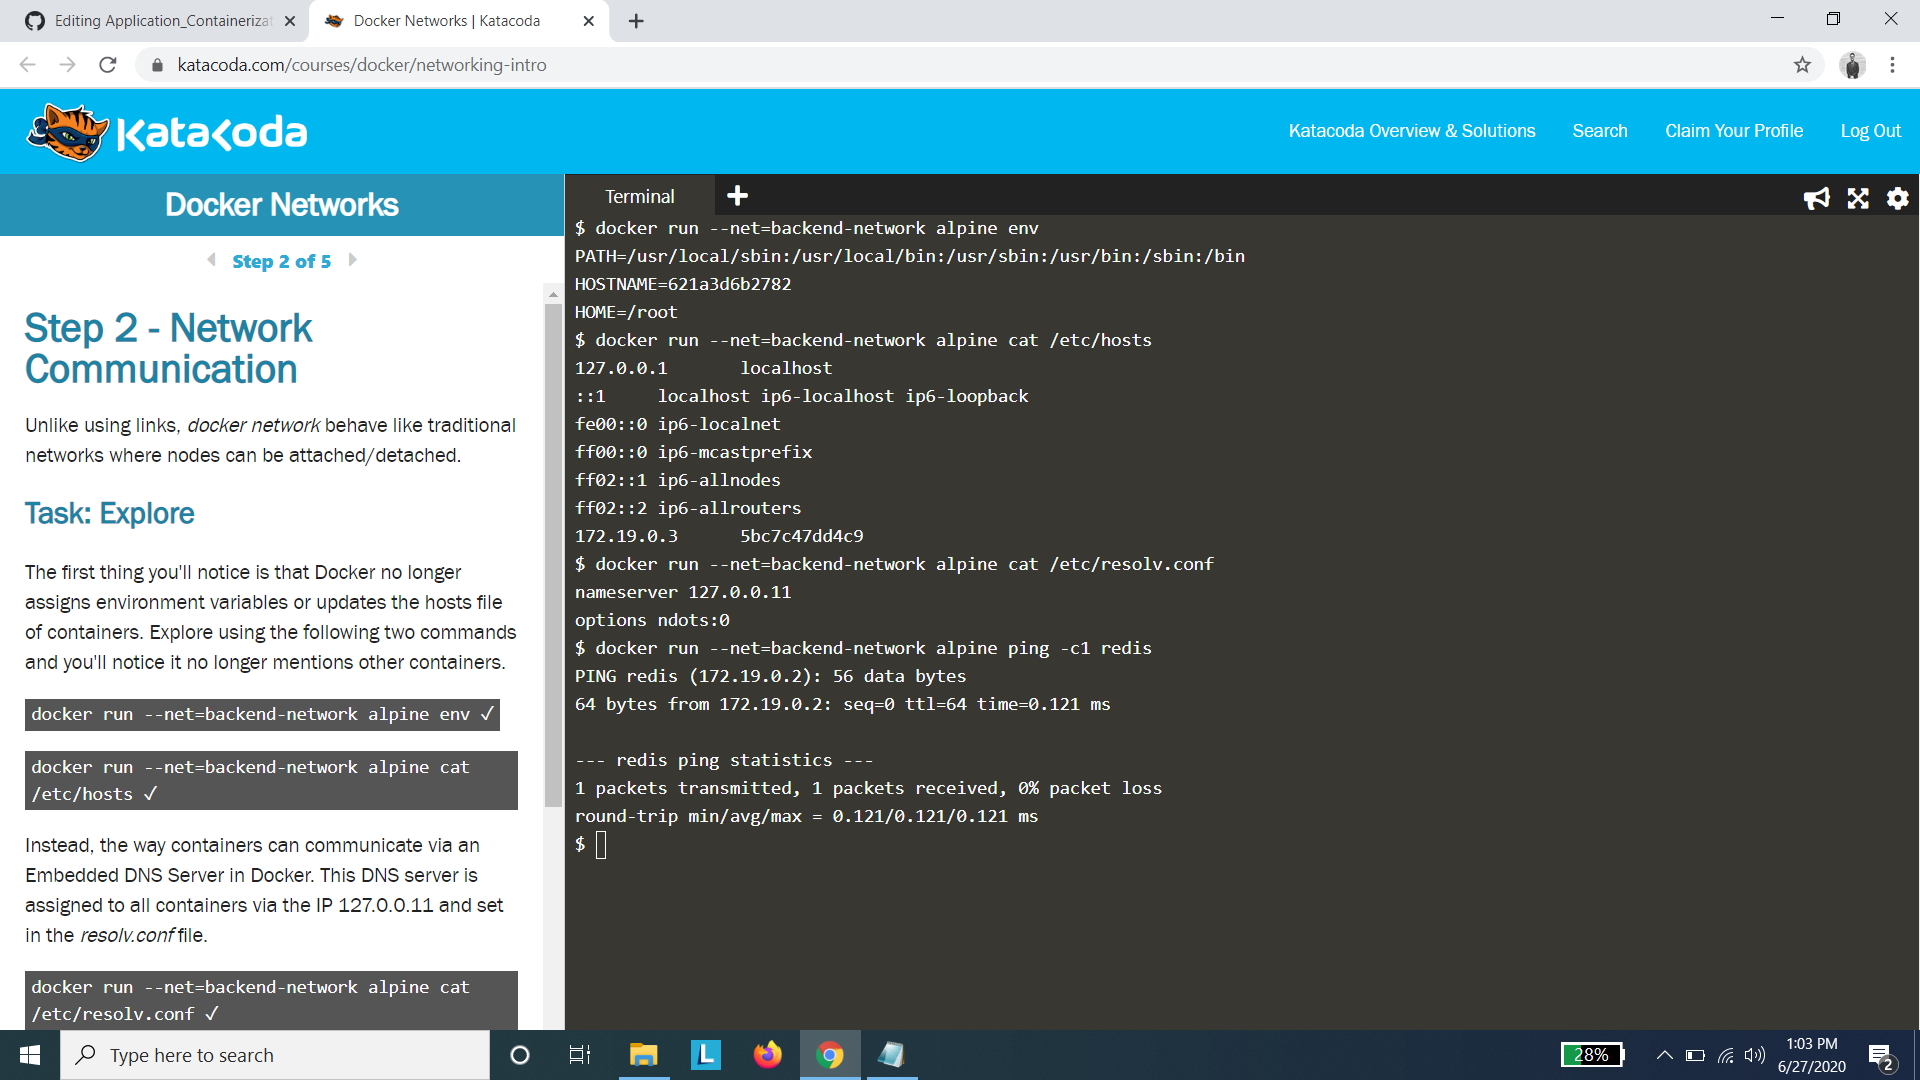 Editing Application_Containerizat
Docker Networks | Katacoda
katacoda.com/courses/docker/networking-intro
Katacoda
Katacoda Overview & Solutions
Search
Claim Your Profile
Log Out
Docker Networks
Step 2 of 5
Step 2 - Network
Communication
Unlike using links, docker network behave like traditional
networks where nodes can be attached/detached.
Task: Explore
The first thing you'll notice is that Docker no longer
assigns environment variables or updates the hosts file
of containers. Explore using the following two commands
and you'll notice it no longer mentions other containers.
docker run --net=backend-network alpine env ✓
docker run --net=backend-network alpine cat
/etc/hosts ✓
Instead, the way containers can communicate via an
Embedded DNS Server in Docker. This DNS server is
assigned to all containers via the IP 127.0.0.11 and set
in the resolv.conf file.
docker run --net=backend-network alpine cat
/etc/resolv.conf ✓
Terminal
$ docker run --net=backend-network alpine env
PATH=/usr/local/sbin:/usr/local/bin:/usr/sbin:/usr/bin:/sbin:/bin
HOSTNAME=621a3d6b2782
HOME=/root
$ docker run --net=backend-network alpine cat /etc/hosts
127.0.0.1       localhost
::1     localhost ip6-localhost ip6-loopback
fe00::0 ip6-localnet
ff00::0 ip6-mcastprefix
ff02::1 ip6-allnodes
ff02::2 ip6-allrouters
172.19.0.3      5bc7c47dd4c9
$ docker run --net=backend-network alpine cat /etc/resolv.conf
nameserver 127.0.0.11
options ndots:0
$ docker run --net=backend-network alpine ping -c1 redis
PING redis (172.19.0.2): 56 data bytes
64 bytes from 172.19.0.2: seq=0 ttl=64 time=0.121 ms
--- redis ping statistics ---
1 packets transmitted, 1 packets received, 0% packet loss
round-trip min/avg/max = 0.121/0.121/0.121 ms
$
Type here to search
L
28%
1:03 PM
6/27/2020
2